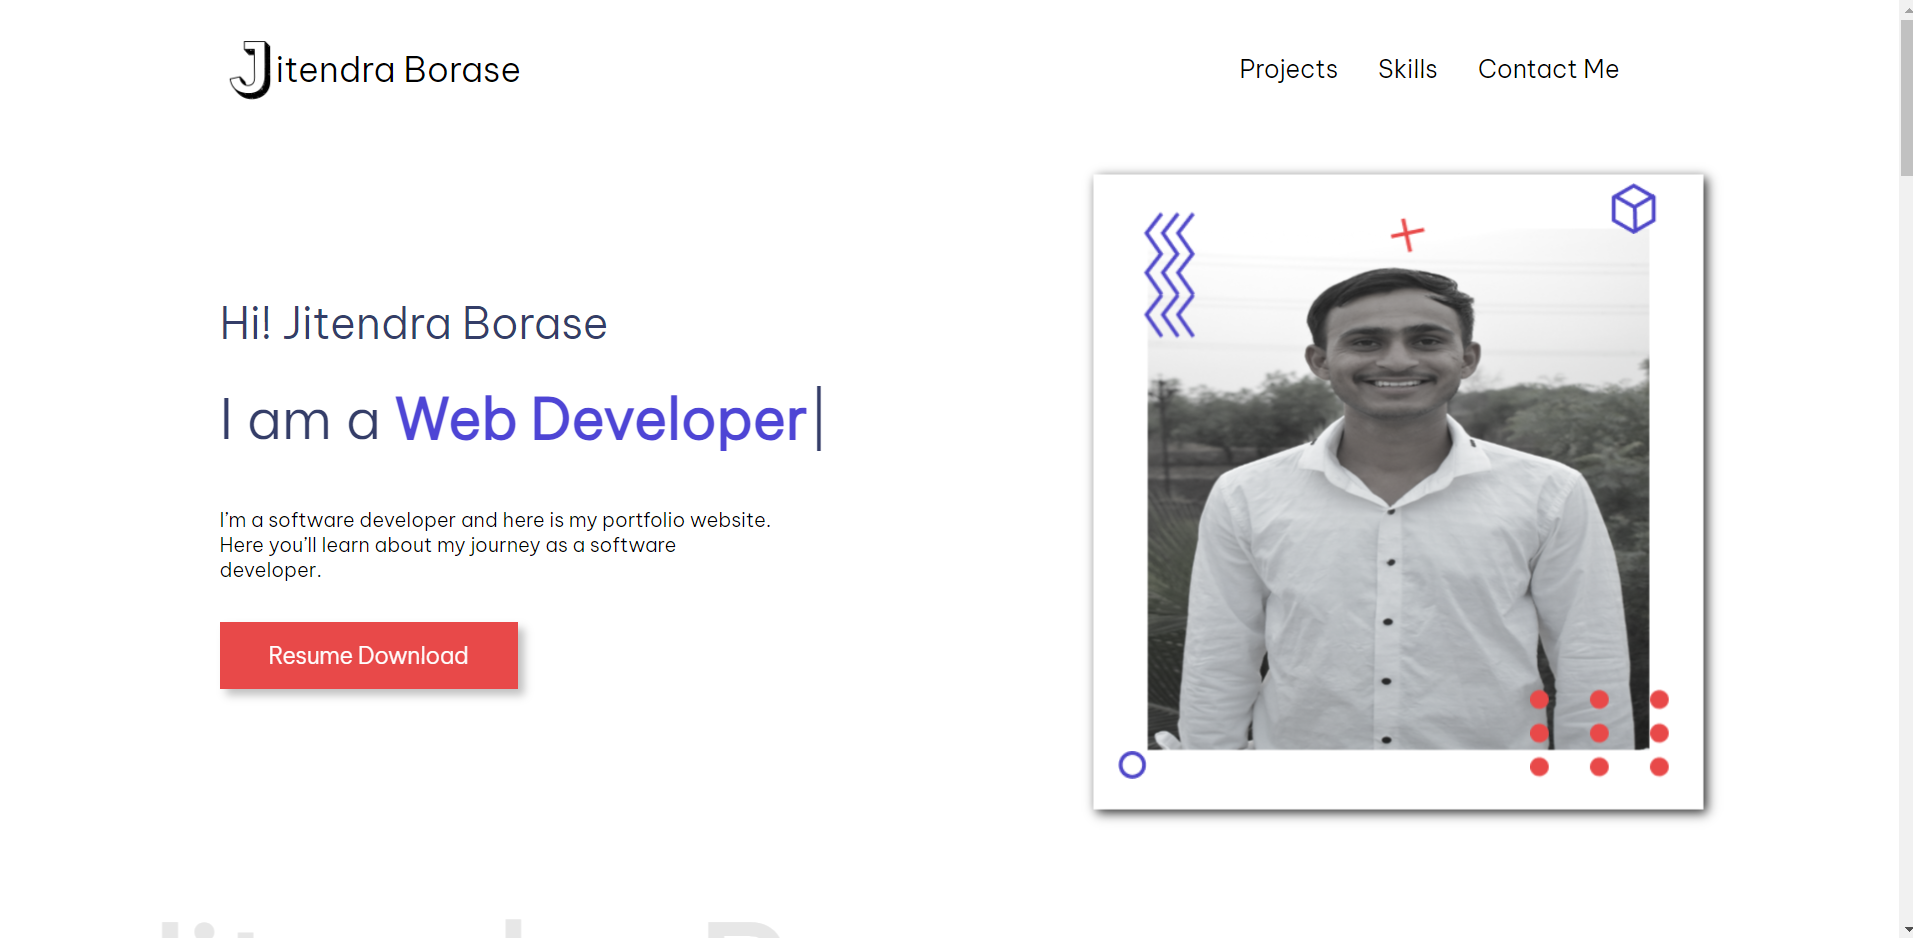 Jitendra Borase
Projects Skills Contact Me
Hi! Jitendra Borase
I am a Web Developer
I'm a software developer and here is my portfolio website.
Here you'll learn about my journey as a software
developer.
Resume Download